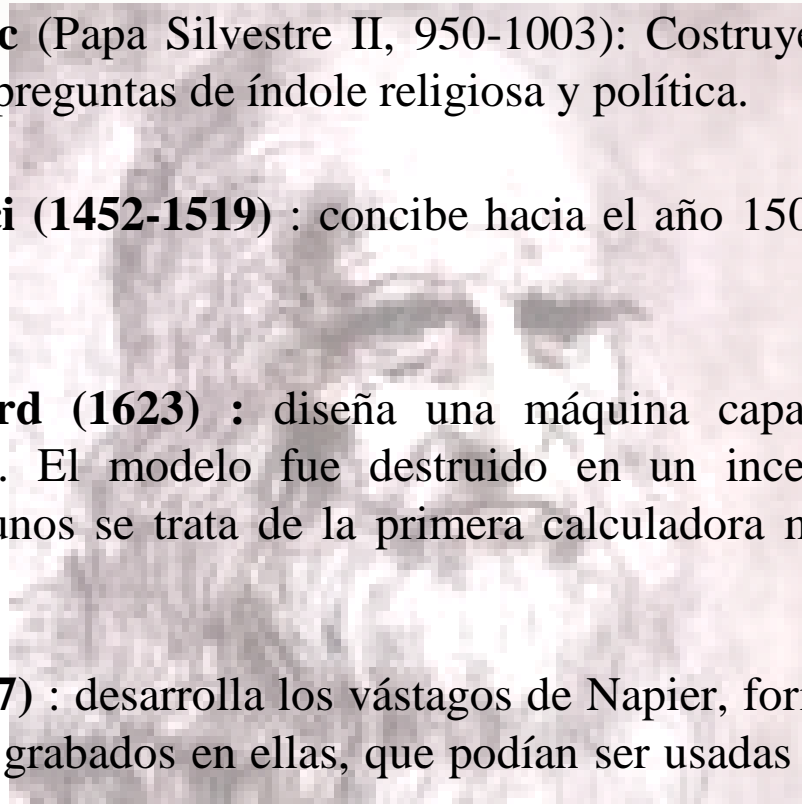 c (Papa Silvestre II, 950-1003): Costruye
preguntas de índole religiosa y política.
i (1452-1519) : concibe hacia el año 150
rd (1623) : diseña una máquina capa
. El modelo fue destruido en un ince
unos se trata de la primera calculadora
7) : desarrolla los vástagos de Napier, for
grabados en ellas, que podían ser usadas